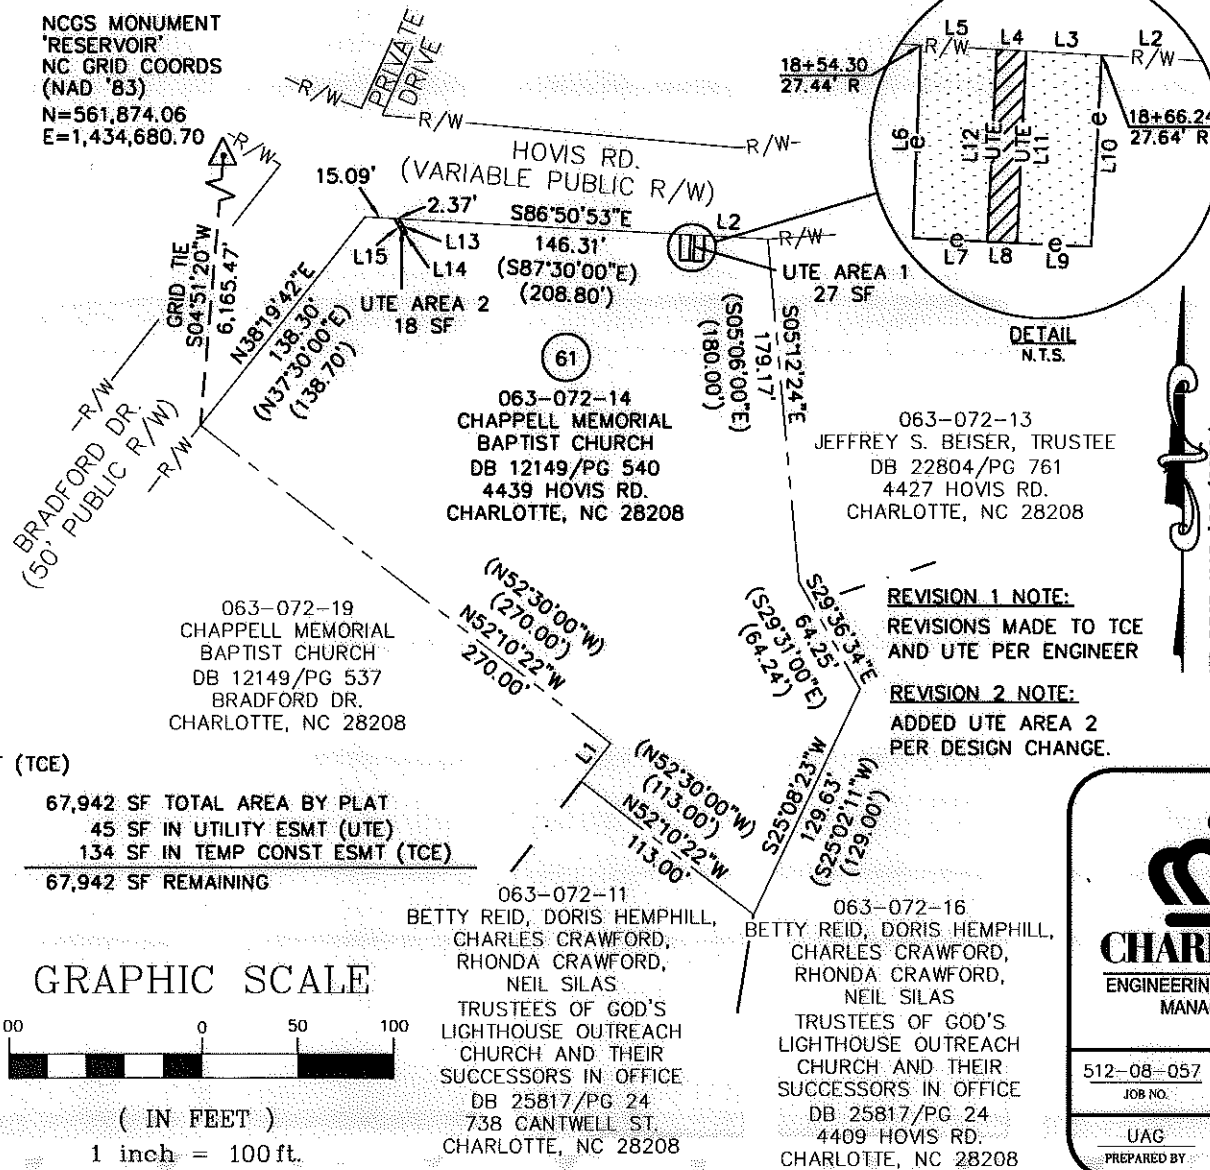 NCGS MONUMENT
'RESERVOIR'
NC GRID COORDS
(NAD '83)
N=561,874.06
E=1,434,680.70
PRIVATE
DRIVE
-R/W-
-R/W-
R/W
R/W-
HOVIS RD.
(VARIABLE PUBLIC R/W)
15.09'
2.37'
S86°50'53"E
146.31'
(S87°30'00"E)
(208.80')
L2
R/W
L13
L14
L15
UTE AREA 2
18 SF
UTE AREA 1
27 SF
L5
L4
L3
L2
R/W
R/W
18+54.30
27.44' R
18+66.24
27.64' R
L6
e
L12
UTE
UTE
L11
L10
e
e
e
L7
L8
L9
DETAIL
N.T.S.
GRID TIE
S04°51'20"W
6,165.47'
N38°19'42"E
138.30'
(N37°30'00"E)
(138.70')
-R/W-
-R/W-
BRADFORD DR.
(50' PUBLIC R/W)
61
063-072-14
CHAPPELL MEMORIAL
BAPTIST CHURCH
DB 12149/PG 540
4439 HOVIS RD.
CHARLOTTE, NC 28208
S05°12'24"E
179.17'
(S05°06'00"E)
(180.00')
063-072-13
JEFFREY S. BEISER, TRUSTEE
DB 22804/PG 761
4427 HOVIS RD.
CHARLOTTE, NC 28208
063-072-19
CHAPPELL MEMORIAL
BAPTIST CHURCH
DB 12149/PG 537
BRADFORD DR.
CHARLOTTE, NC 28208
(N52°30'00"W)
(270.00')
N52°10'22"W
270.00'
S29°36'34"E
64.25'
(S29°31'00"E)
(64.24')
REVISION 1 NOTE:
REVISIONS MADE TO TCE
AND UTE PER ENGINEER
REVISION 2 NOTE:
ADDED UTE AREA 2
PER DESIGN CHANGE.
L1
(N52°30'00"W)
(113.00')
N52°10'22"W
113.00'
S25°08'23"W
129.63'
(S25°02'11"W)
(129.00')
(TCE)
67,942 SF TOTAL AREA BY PLAT
45 SF IN UTILITY ESMT (UTE)
134 SF IN TEMP CONST ESMT (TCE)
67,942 SF REMAINING
063-072-11
BETTY REID, DORIS HEMPHILL,
CHARLES CRAWFORD,
RHONDA CRAWFORD,
NEIL SILAS
TRUSTEES OF GOD'S
LIGHTHOUSE OUTREACH
CHURCH AND THEIR
SUCCESSORS IN OFFICE
DB 25817/PG 24
738 CANTWELL ST.
CHARLOTTE, NC 28208
063-072-16
BETTY REID, DORIS HEMPHILL,
CHARLES CRAWFORD,
RHONDA CRAWFORD,
NEIL SILAS
TRUSTEES OF GOD'S
LIGHTHOUSE OUTREACH
CHURCH AND THEIR
SUCCESSORS IN OFFICE
DB 25817/PG 24
4409 HOVIS RD.
CHARLOTTE, NC 28208
GRAPHIC SCALE
00 0 50 100
( IN FEET )
1 inch = 100 ft.
CHAR
ENGINEERIN
MANA
512-08-057
JOB NO.
UAG
PREPARED BY